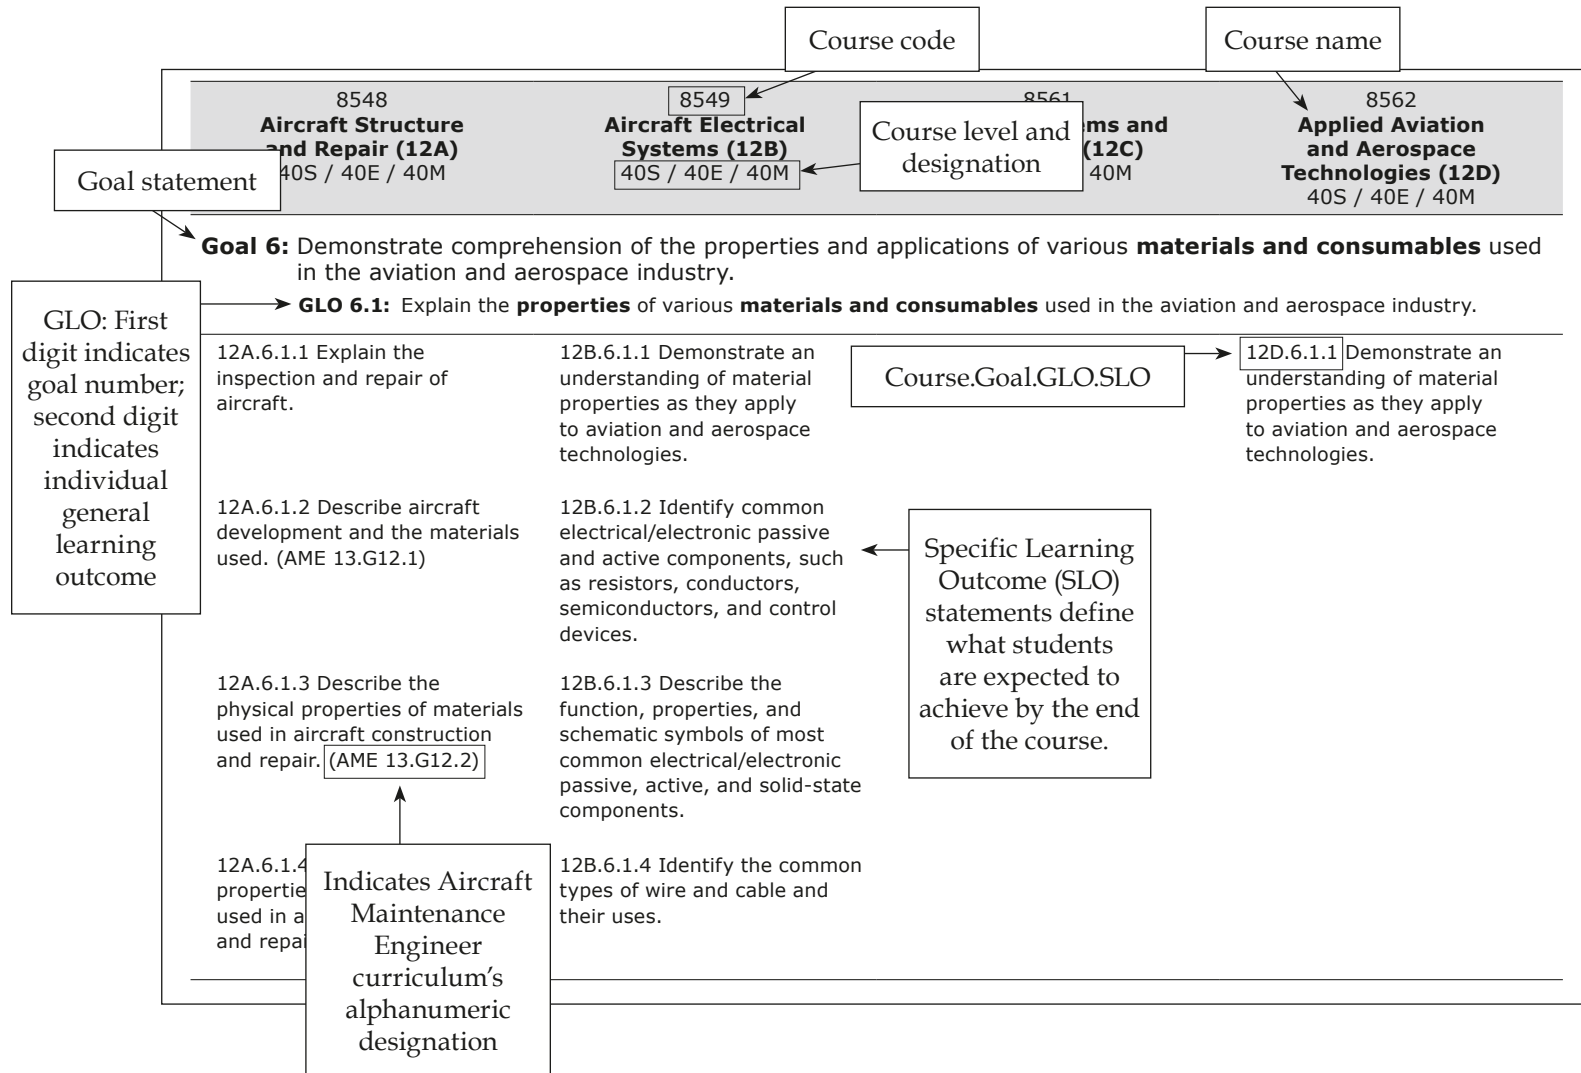 Course code
Course name
8548
Aircraft Structure
and Repair (12A)
40S / 40E / 40M
8549
Aircraft Electrical
Systems (12B)
40S / 40E / 40M
Course level and
designation
8561
ems and
(12C)
40M
8562
Applied Aviation
and Aerospace
Technologies (12D)
40S / 40E / 40M
Goal statement
Goal 6: Demonstrate comprehension of the properties and applications of various materials and consumables used
in the aviation and aerospace industry.
GLO 6.1: Explain the properties of various materials and consumables used in the aviation and aerospace industry.
GLO: First
digit indicates
goal number;
second digit
indicates
individual
general
learning
outcome
12A.6.1.1 Explain the
inspection and repair of
aircraft.
12B.6.1.1 Demonstrate an
understanding of material
properties as they apply
to aviation and aerospace
technologies.
Course.Goal.GLO.SLO
12D.6.1.1 Demonstrate an
understanding of material
properties as they apply
to aviation and aerospace
technologies.
12A.6.1.2 Describe aircraft
development and the materials
used. (AME 13.G12.1)
12B.6.1.2 Identify common
electrical/electronic passive
and active components, such
as resistors, conductors,
semiconductors, and control
devices.
Specific Learning
Outcome (SLO)
statements define
what students
are expected to
achieve by the end
of the course.
12A.6.1.3 Describe the
physical properties of materials
used in aircraft construction
and repair. (AME 13.G12.2)
12B.6.1.3 Describe the
function, properties, and
schematic symbols of most
common electrical/electronic
passive, active, and solid-state
components.
12A.6.1.4
propertie
used in a
and repai
Indicates Aircraft
Maintenance
Engineer
curriculum's
alphanumeric
designation
12B.6.1.4 Identify the common
types of wire and cable and
their uses.